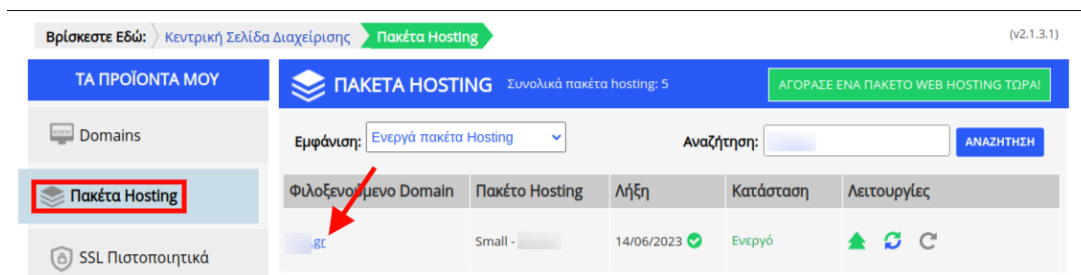 Βρίσκεστε Εδώ: Κεντρική Σελίδα Διαχείρισης Πακέτα Hosting (v2.1.3.1)
ΤΑ ΠΡΟΪΟΝΤΑ ΜΟΥ
ΠΑΚΕΤΑ HOSTING Συνολικά πακέτα hosting: 5 ΑΓΟΡΑΣΕ ΕΝΑ ΠΑΚΕΤΟ WEB HOSTING ΤΩΡΑ!
Domains
Εμφάνιση: Ενεργά πακέτα Hosting Αναζήτηση: ΑΝΑΖΗΤΗΣΗ
Πακέτα Hosting
Φιλοξενούμενο Domain Πακέτο Hosting Λήξη Κατάσταση Λειτουργίες
.gr Small - 14/06/2023 Ενεργό
SSL Πιστοποιητικά